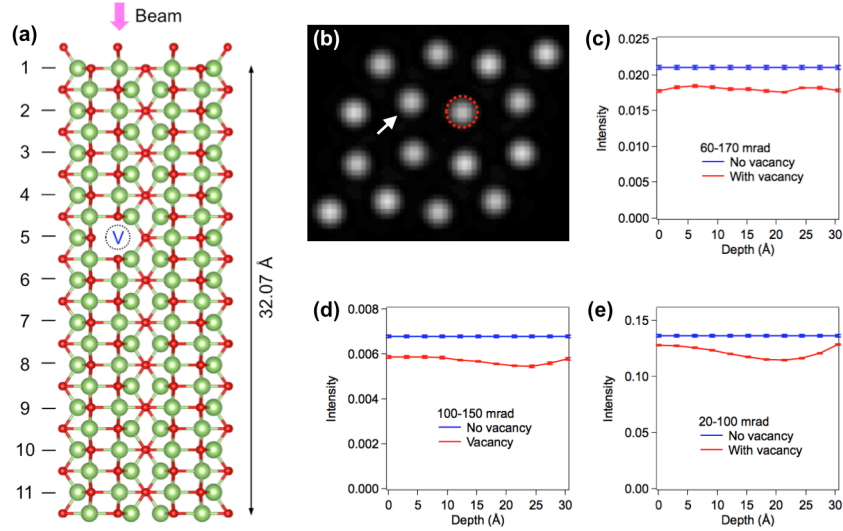 (a)
Beam
1
2
3
4
V
5
6
7
8
9
10
11
32.07 Å
(b)
(c)
0.025
0.020
0.015
0.010
0.005
0.000
Intensity
60-170 mrad
No vacancy
With vacancy
0 5 10 15 20 25 30
Depth (Å)
(d)
0.008
0.006
0.004
0.002
0.000
Intensity
100-150 mrad
No vacancy
Vacancy
0 5 10 15 20 25 30
Depth (Å)
(e)
0.15
0.10
0.05
0.00
Intensity
20-100 mrad
No vacancy
With vacancy
0 5 10 15 20 25 30
Depth (Å)